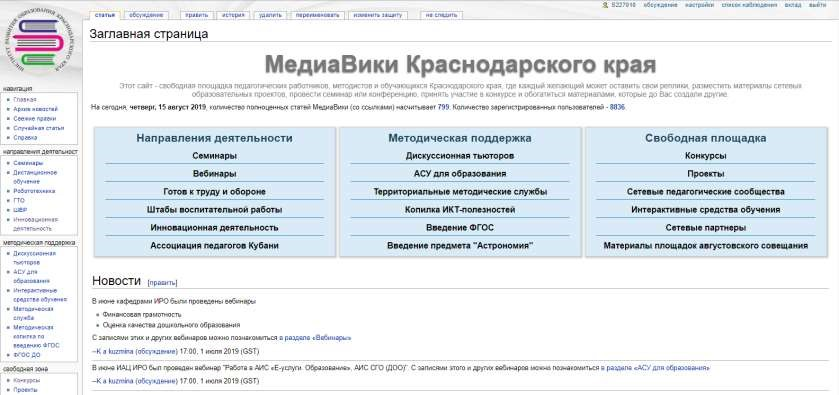 S227010 обсуждение настройки список наблюдения вклад выйти
статья обсуждение править история удалить переименовать изменить защиту не следить
ИНСТИТУТ РАЗВИТИЯ ОБРАЗОВАНИЯ КРАСНОДАРСКОГО КРАЯ
Заглавная страница
МедиаВики Краснодарского края
Этот сайт - свободная площадка педагогических работников, методистов и обучающихся Краснодарского края, где каждый желающий может оставить свои реплики, разместить материалы сетевых
образовательных проектов, провести семинар или конференцию, принять участие в конкурсе и обогатиться материалами, которые до Вас создали другие.
На сегодня, четверг, 15 август 2019, количество полноценных статей МедиаВики (со ссылками) насчитывает 799. Количество зарегистрированных пользователей - 8836.
навигация
Главная
Архив новостей
Свежие правки
Случайная статья
Справка
направления деятельност
Семинары
Дистанционное
обучение
Робототехника
ГТО
ШВР
Инновационная
деятельность
методическая поддержка
Дискуссионная
тьюторов
АСУ для
образования
Интерактивные
средства обучения
Методическая
служба
Методическая
копилка по
введению ФГОС
ФГОС ДО
свободная зона
Конкурсы
Проекты
Направления деятельности
Семинары
Вебинары
Готов к труду и обороне
Штабы воспитательной работы
Инновационная деятельность
Ассоциация педагогов Кубани
Методическая поддержка
Дискуссионная тьюторов
АСУ для образования
Территориальные методические службы
Копилка ИКТ-полезностей
Введение ФГОС
Введение предмета "Астрономия"
Свободная площадка
Конкурсы
Проекты
Сетевые педагогические сообщества
Интерактивные средства обучения
Сетевые партнеры
Материалы площадок августовского совещания
Новости [править]
В июне кафедрами ИРО были проведены вебинары
Финансовая грамотность
Оценка качества дошкольного образования
С записями этих и других вебинаров можно познакомиться в разделе «Вебинары»
--K a kuzmina (обсуждение) 17:00, 1 июля 2019 (GST)
В июне ИАЦ ИРО был проведен вебинар "Работа в АИС «Е-услуги. Образование», АИС СГО (ДОО)". С записями этого и других вебинаров можно познакомиться в разделе «АСУ для образования»
--K a kuzmina (обсуждение) 17:00, 1 июля 2019 (GST)